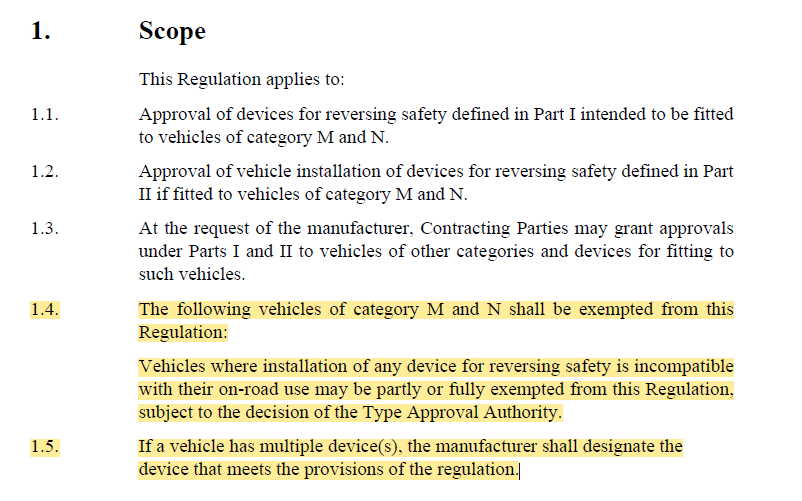 1. Scope
This Regulation applies to:
1.1. Approval of devices for reversing safety defined in Part I intended to be fitted
to vehicles of category M and N.
1.2. Approval of vehicle installation of devices for reversing safety defined in Part
II if fitted to vehicles of category M and N.
1.3. At the request of the manufacturer, Contracting Parties may grant approvals
under Parts I and II to vehicles of other categories and devices for fitting to
such vehicles.
1.4. The following vehicles of category M and N shall be exempted from this
Regulation:
Vehicles where installation of any device for reversing safety is incompatible
with their on-road use may be partly or fully exempted from this Regulation,
subject to the decision of the Type Approval Authority.
1.5. If a vehicle has multiple device(s), the manufacturer shall designate the
device that meets the provisions of the regulation.